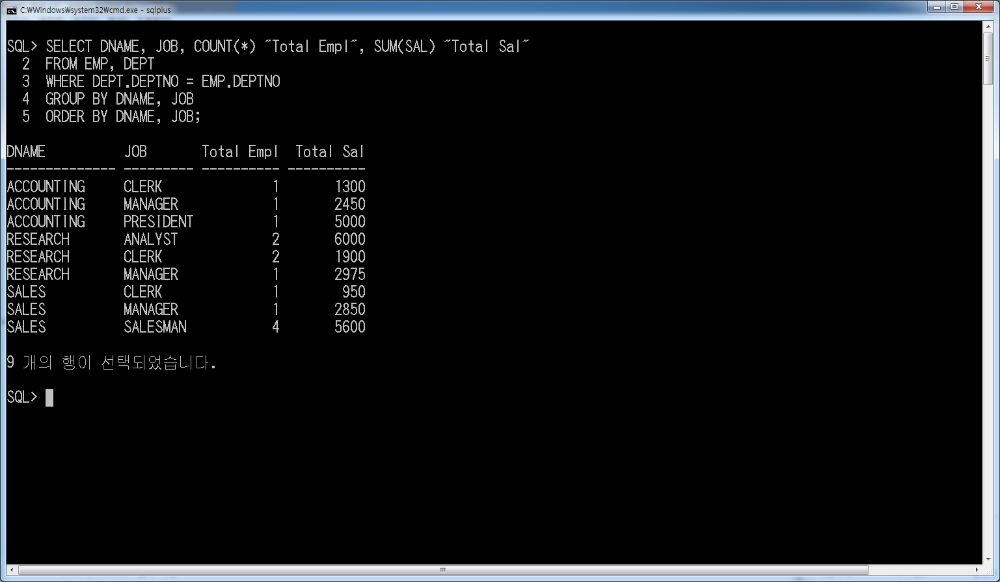 C:₩Windows₩system32₩cmd.exe - sqlplus
SQL> SELECT DNAME, JOB, COUNT(*) "Total Empl", SUM(SAL) "Total Sal"
2 FROM EMP, DEPT
3 WHERE DEPT.DEPTNO = EMP.DEPTNO
4 GROUP BY DNAME, JOB
5 ORDER BY DNAME, JOB;
DNAME JOB Total Empl Total Sal
-------------- --------- ---------- ----------
ACCOUNTING CLERK 1 1300
ACCOUNTING MANAGER 1 2450
ACCOUNTING PRESIDENT 1 5000
RESEARCH ANALYST 2 6000
RESEARCH CLERK 2 1900
RESEARCH MANAGER 1 2975
SALES CLERK 1 950
SALES MANAGER 1 2850
SALES SALESMAN 4 5600
9 개의 행이 선택되었습니다.
SQL>